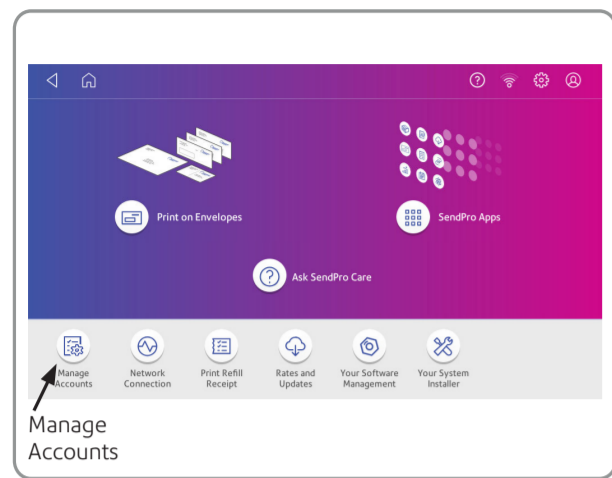 Print on Envelopes
SendPro Apps
Ask SendPro Care
Manage
Accounts
Network
Connection
Print Refill
Receipt
Rates and
Updates
Your Software
Management
Your System
Installer
Manage
Accounts